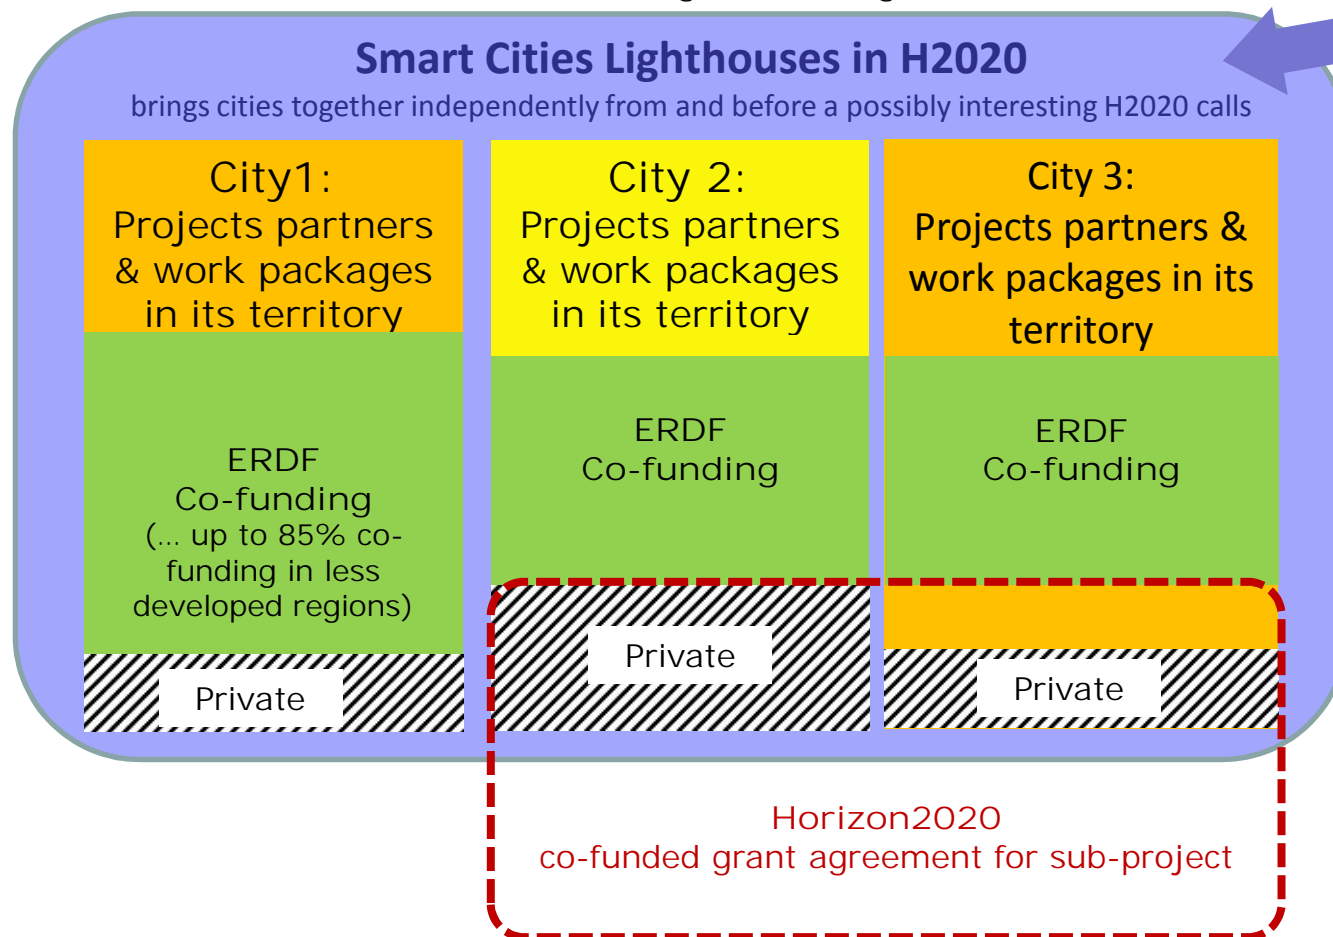 Smart Cities Lighthouses in H2020
brings cities together independently from and before a possibly interesting H2020 calls
City1:
Projects partners
& work packages
in its territory
City 2:
Projects partners
& work packages
in its territory
City 3:
Projects partners &
work packages in its
territory
ERDF
Co-funding
(... up to 85% co-
funding in less
developed regions)
ERDF
Co-funding
ERDF
Co-funding
Private
Private
Private
Horizon2020
co-funded grant agreement for sub-project